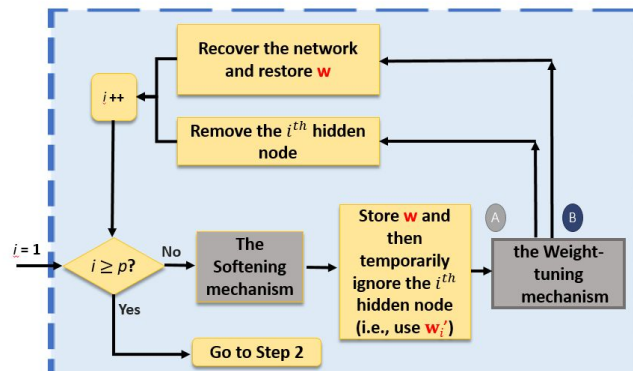 Recover the network
and restore w
i ++
Remove the iᵗʰ hidden
node
A
B
i = 1
i ≥ p?
No
The
Softening
mechanism
Store w and
then
temporarily
ignore the iᵗʰ
hidden node
(i.e., use wᵢ′)
the Weight-
tuning
mechanism
Yes
Go to Step 2